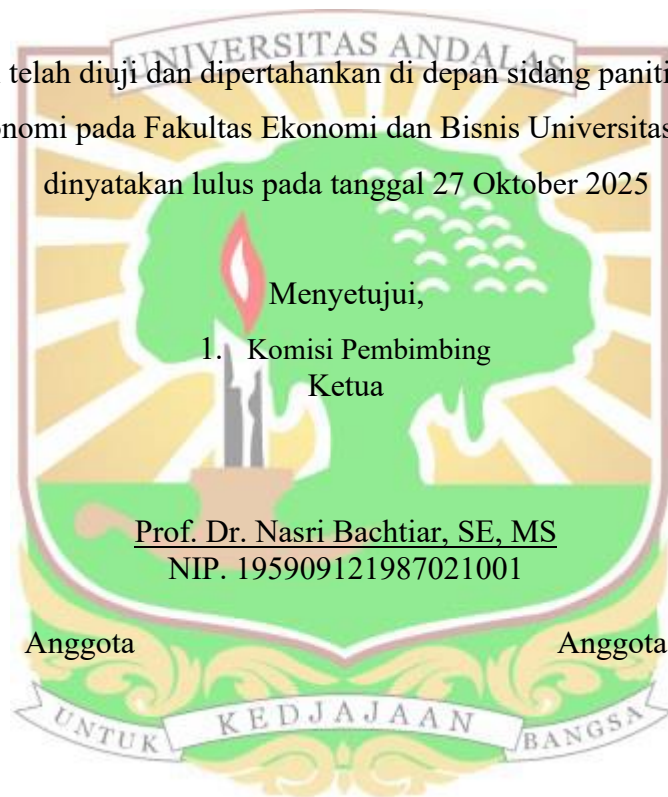 UNIVERSITAS ANDALAS
telah diuji dan dipertahankan di depan sidang
pada Fakultas Ekonomi dan Bisnis Universitas
dinyatakan lulus pada tanggal 27 Oktober 2025
Menyetujui,
1. Komisi Pembimbing
Ketua
Prof. Dr. Nasri Bachtiar, SE, MS
NIP. 195909121987021001
Anggota Anggota
UNTUK KEDJAJAAN BANGSA